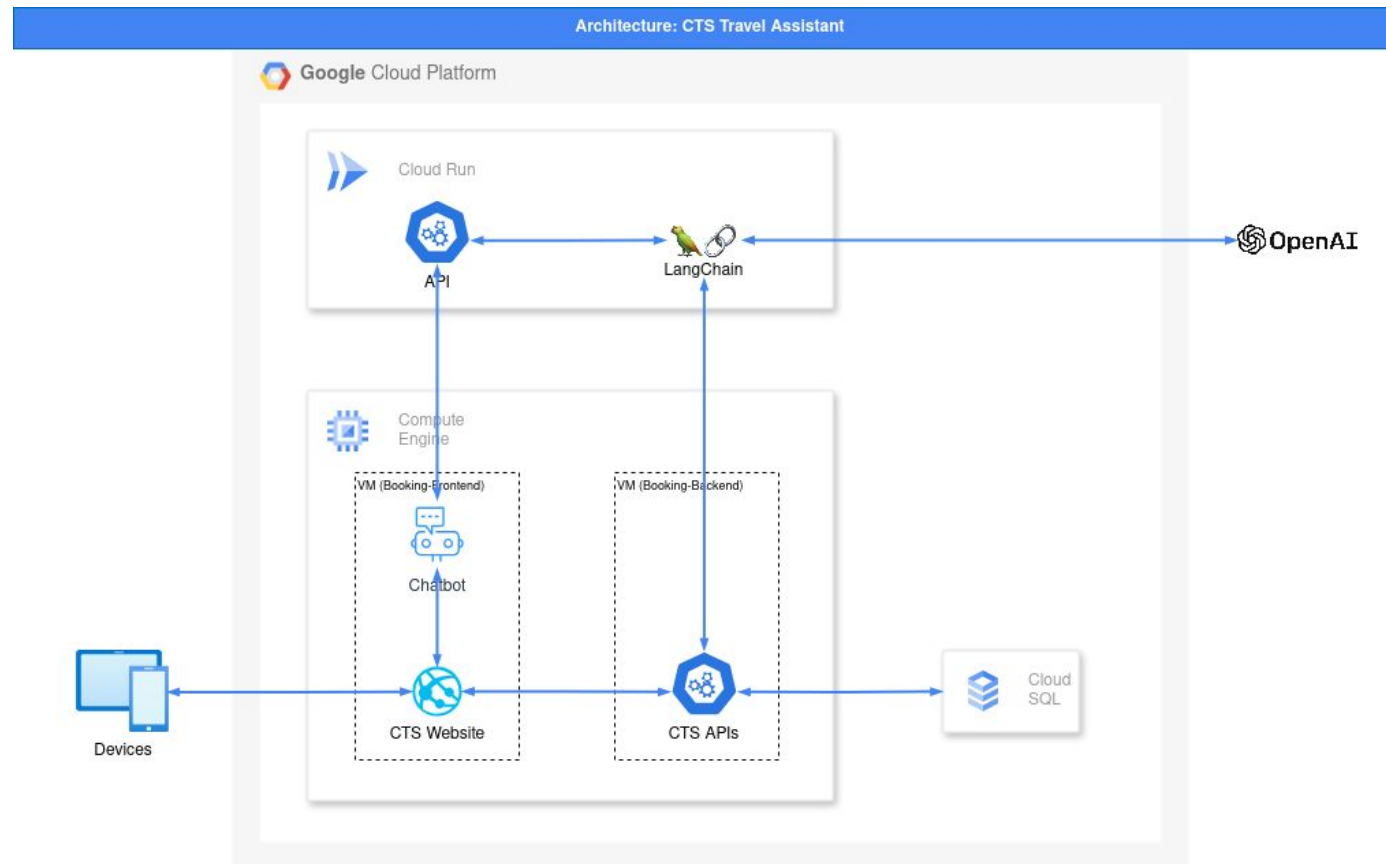 Architecture: CTS Travel Assistant
Google Cloud Platform
Cloud Run
API
LangChain
OpenAI
Compute
Engine
VM (Booking-Frontend)
VM (Booking-Backend)
Chatbot
Devices
CTS Website
CTS APIs
Cloud
SQL